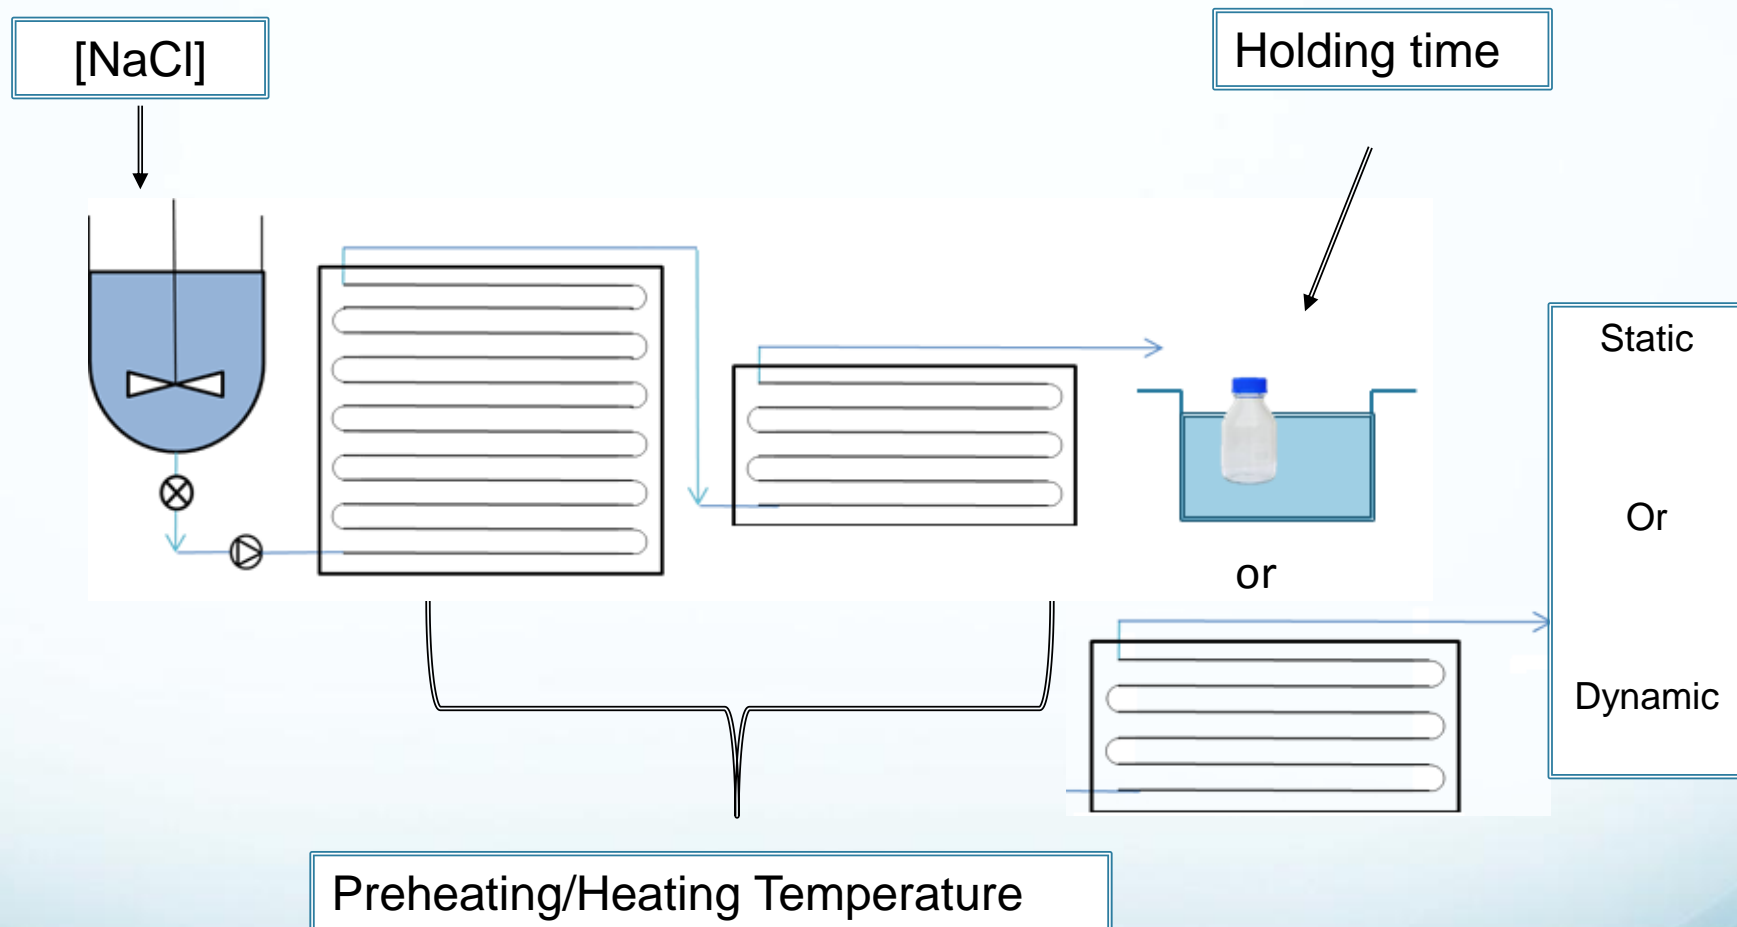 [NaCl]
Holding time
Static
Or
or
Dynamic
Preheating/Heating Temperature